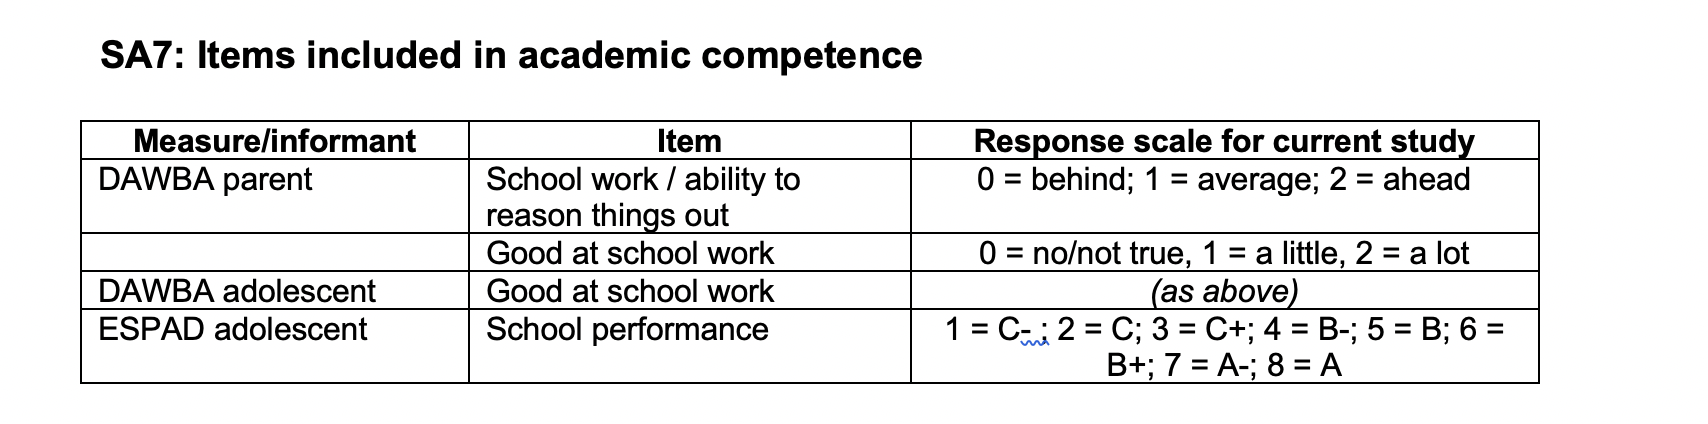 SA7: Items included in academic competence
Measure/informant Item Response scale for current study
DAWBA parent School work / ability to reason things out 0 = behind; 1 = average; 2 = ahead
Good at school work 0 = no/not true, 1 = a little, 2 = a lot
DAWBA adolescent Good at school work (as above)
ESPAD adolescent School performance 1 = C- ; 2 = C; 3 = C+; 4 = B-; 5 = B; 6 =
B+; 7 = A-; 8 = A